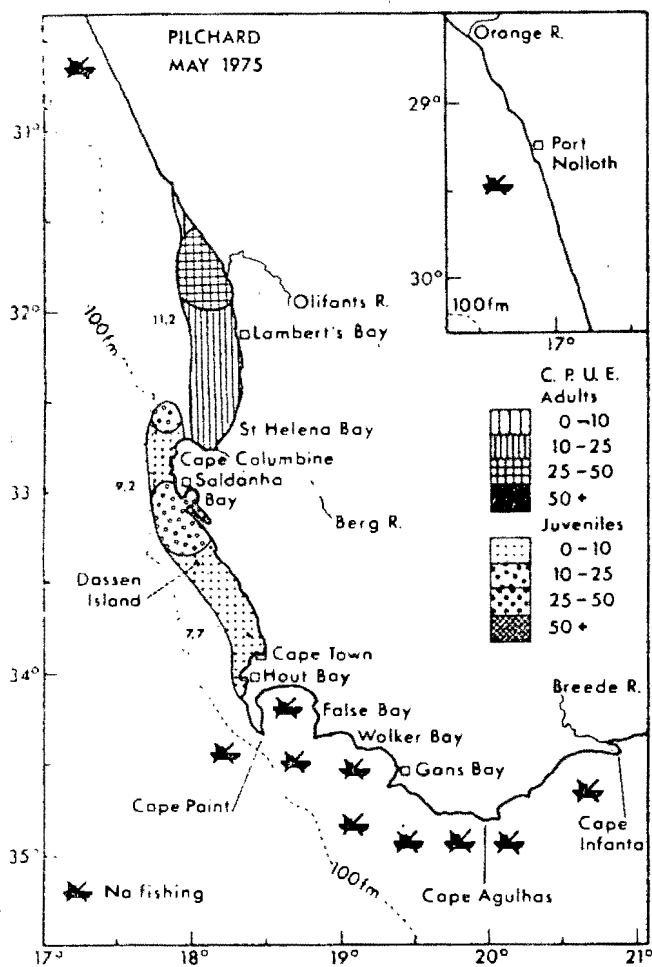 PILCHARD
MAY 1975
Orange R.
29°
Port
Nolloth
30°
100fm
17°
31°
32°
33
34°
35°
100fm
11,2
Olifants R.
Lambert's Bay
St Helena Bay
Cape Columbine
Saldanha
Bay
9,2
Berg R.
Dassen
Island
7,7
Cape Town
Hout Bay
False Bay
Walker Bay
Gans Bay
Breede R.
Cape Point
Cape Agulhas
Cape
Infanta
100fm
No fishing
C. P. U. E.
Adults
0–10
10–25
25–50
50+
Juveniles
0–10
10–25
25–50
50+
17°
18°
19°
20°
21°